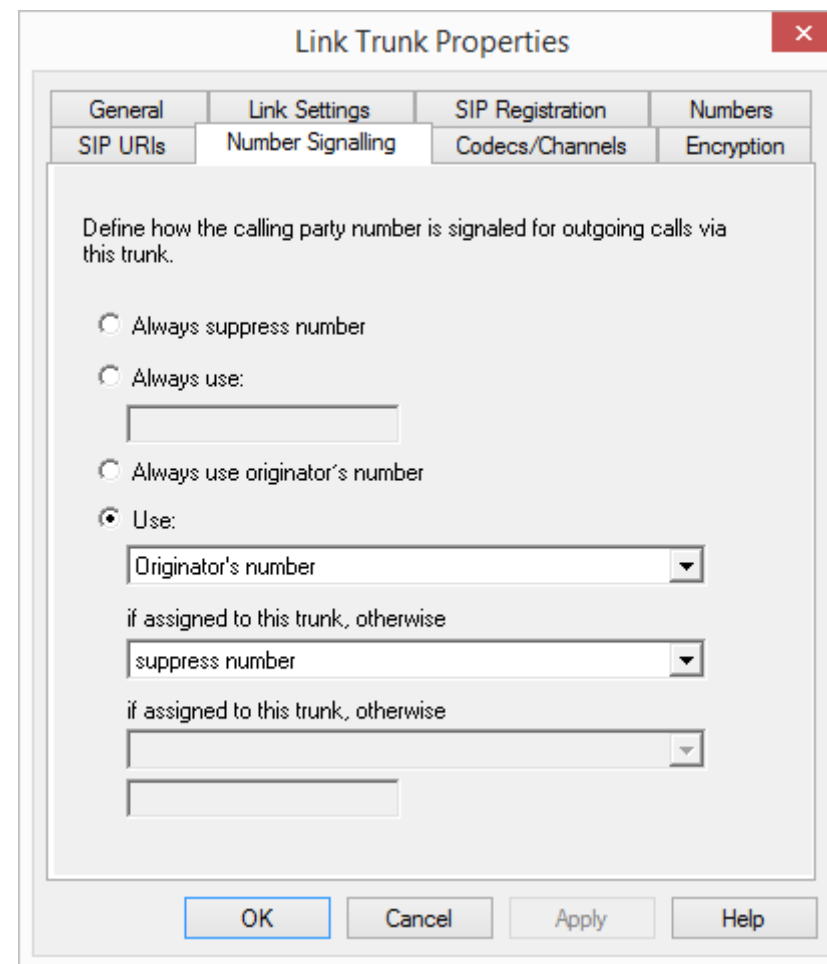 Link Trunk Properties
General
Link Settings
SIP Registration
Numbers
SIP URIs
Number Signalling
Codecs/Channels
Encryption
Define how the calling party number is signaled for outgoing calls via
this trunk.
Always suppress number
Always use:
Always use originator´s number
Use:
Originator's number
if assigned to this trunk, otherwise
suppress number
if assigned to this trunk, otherwise
OK
Cancel
Apply
Help